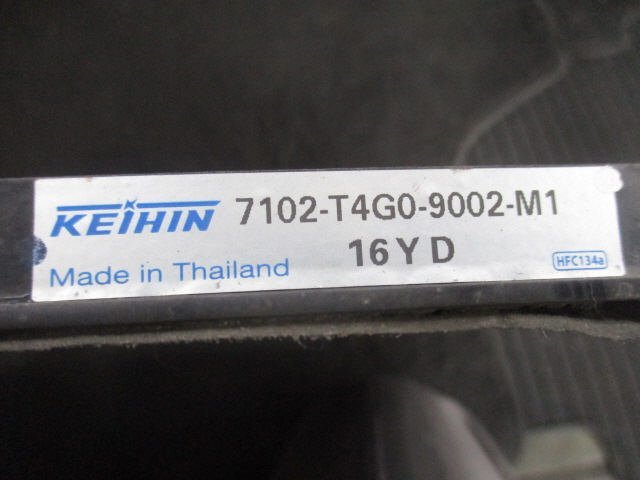 KEIHIN 7102-T4G0-9002-M1
16YD
Made in Thailand
HFC134a